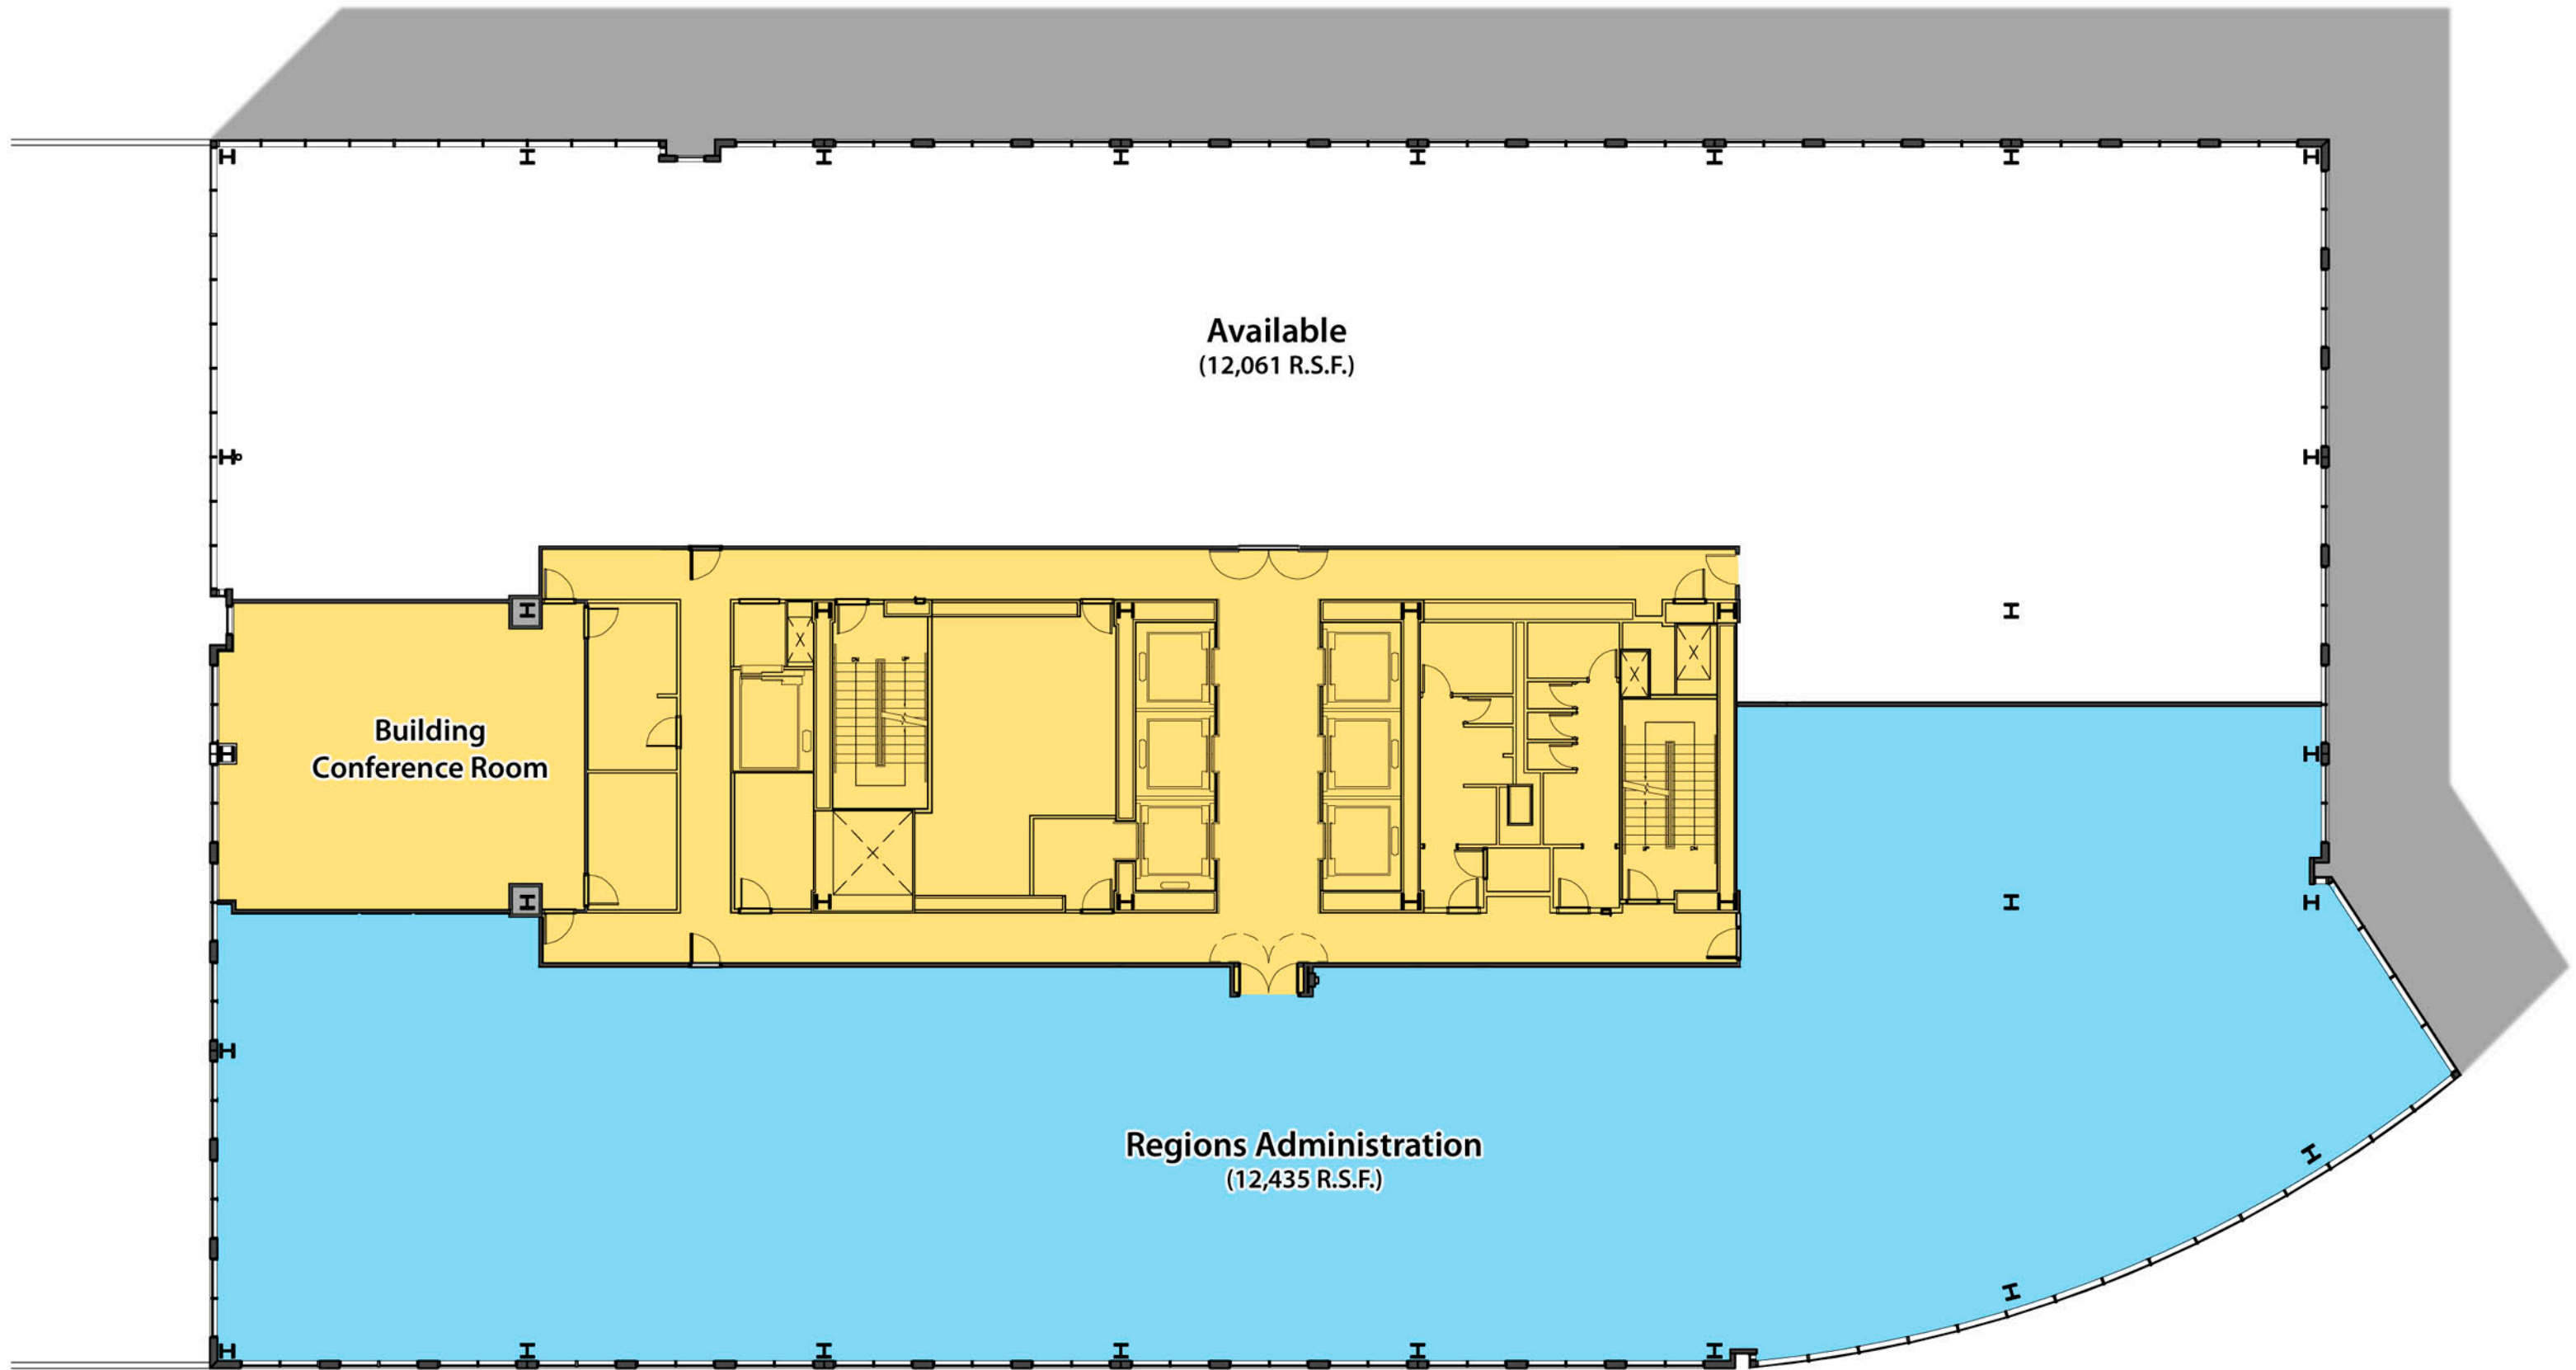 Available
(12,061 R.S.F.)
Building
Conference Room
Regions Administration
(12,435 R.S.F.)